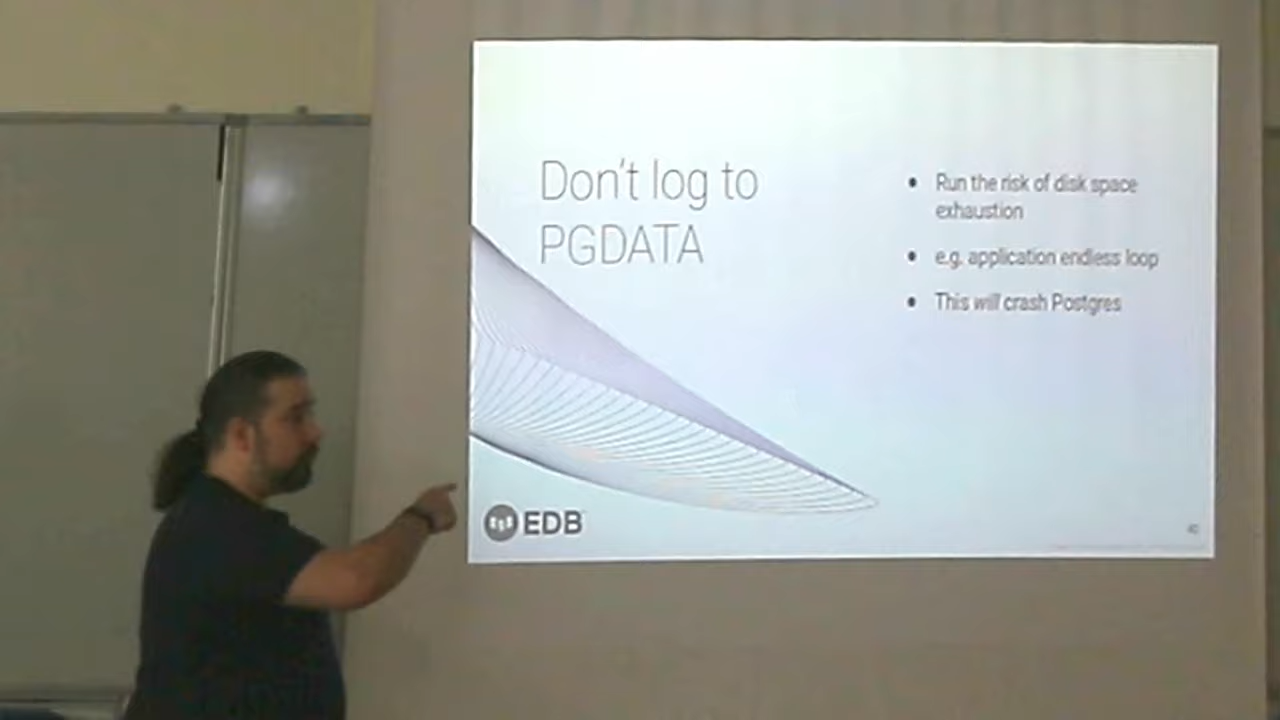 Don't log to
PGDATA
• Run the risk of disk space
exhaustion
• e.g. application endless loop
• This will crash Postgres
EDB